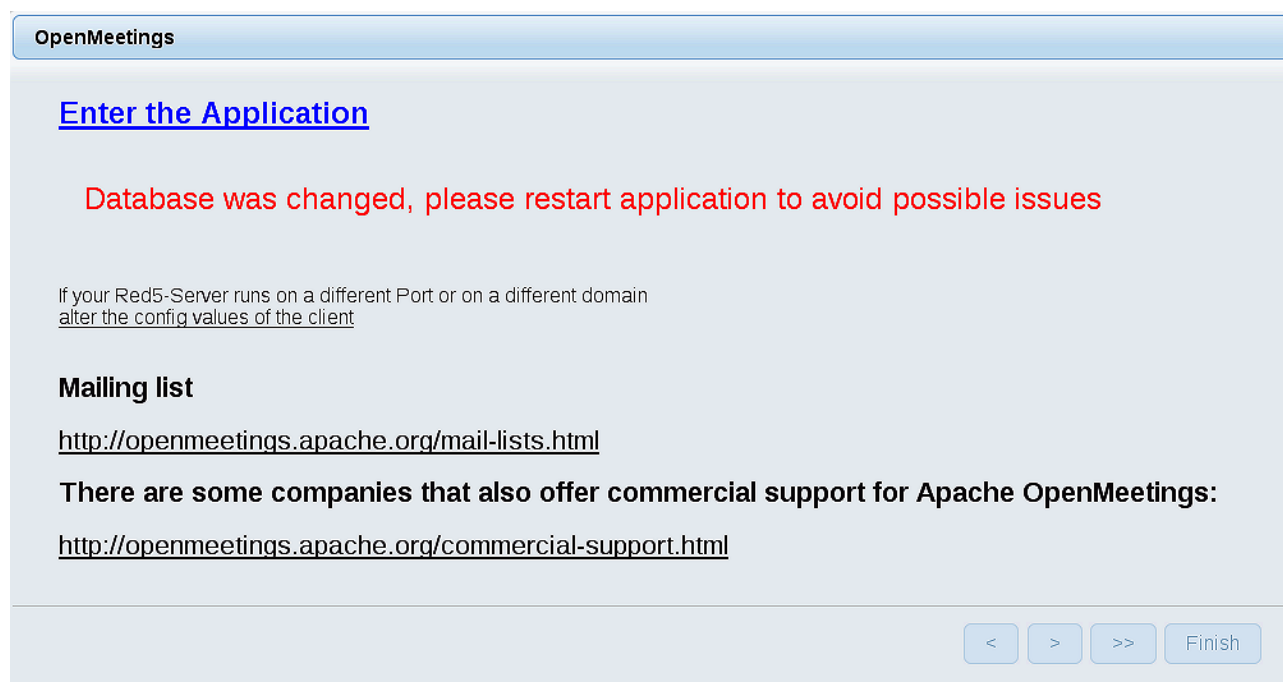 OpenMeetings
Enter the Application
Database was changed, please restart application to avoid possible issues
If your Red5-Server runs on a different Port or on a different domain
alter the config values of the client
Mailing list
http://openmeetings.apache.org/mail-lists.html
There are some companies that also offer commercial support for Apache OpenMeetings:
http://openmeetings.apache.org/commercial-support.html
< > >> Finish